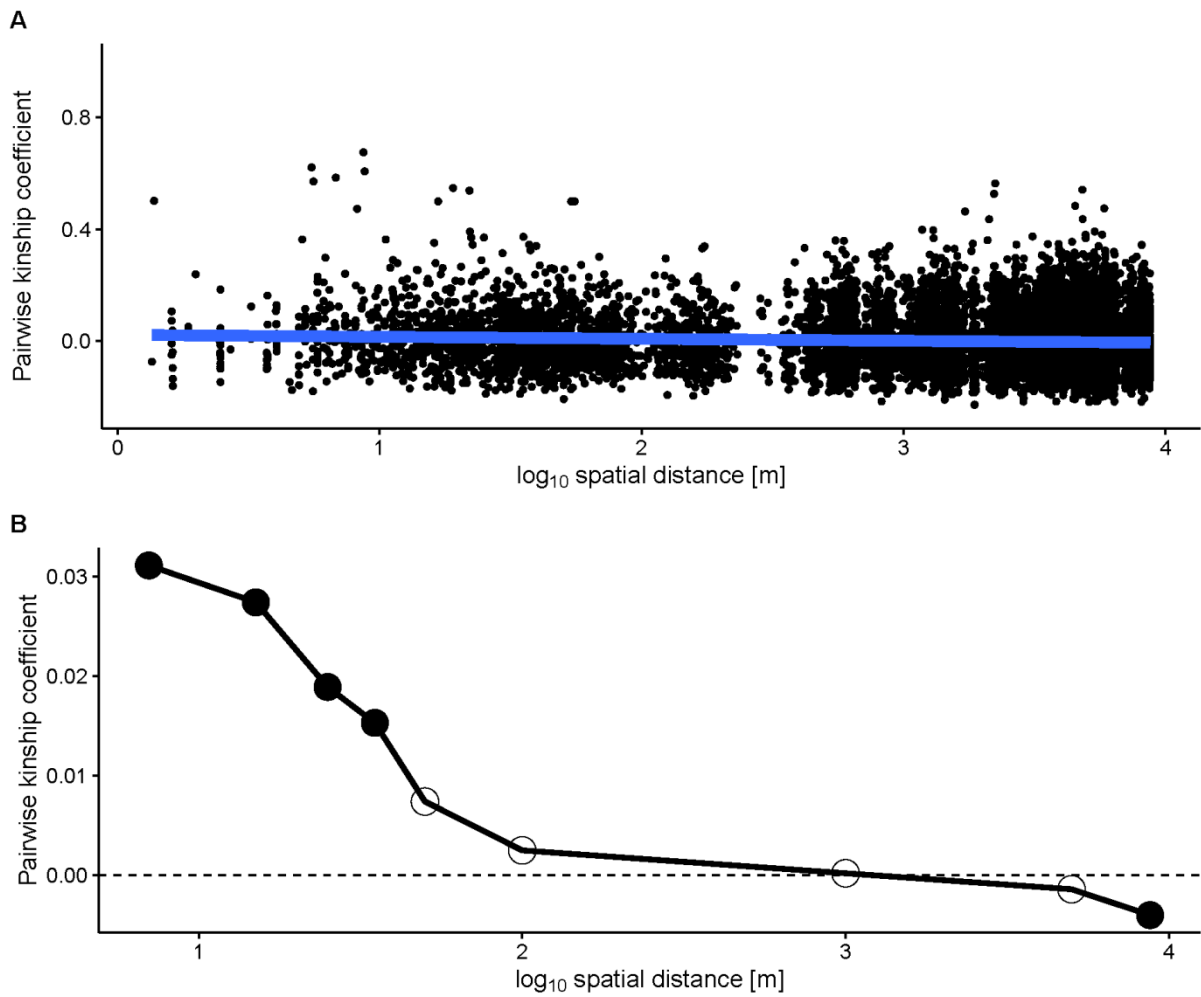 A
Pairwise kinship coefficient
0.8
0.4
0.0
0
1
2
3
4
log₁₀ spatial distance [m]
B
Pairwise kinship coefficient
0.03
0.02
0.01
0.00
1
2
3
4
log₁₀ spatial distance [m]